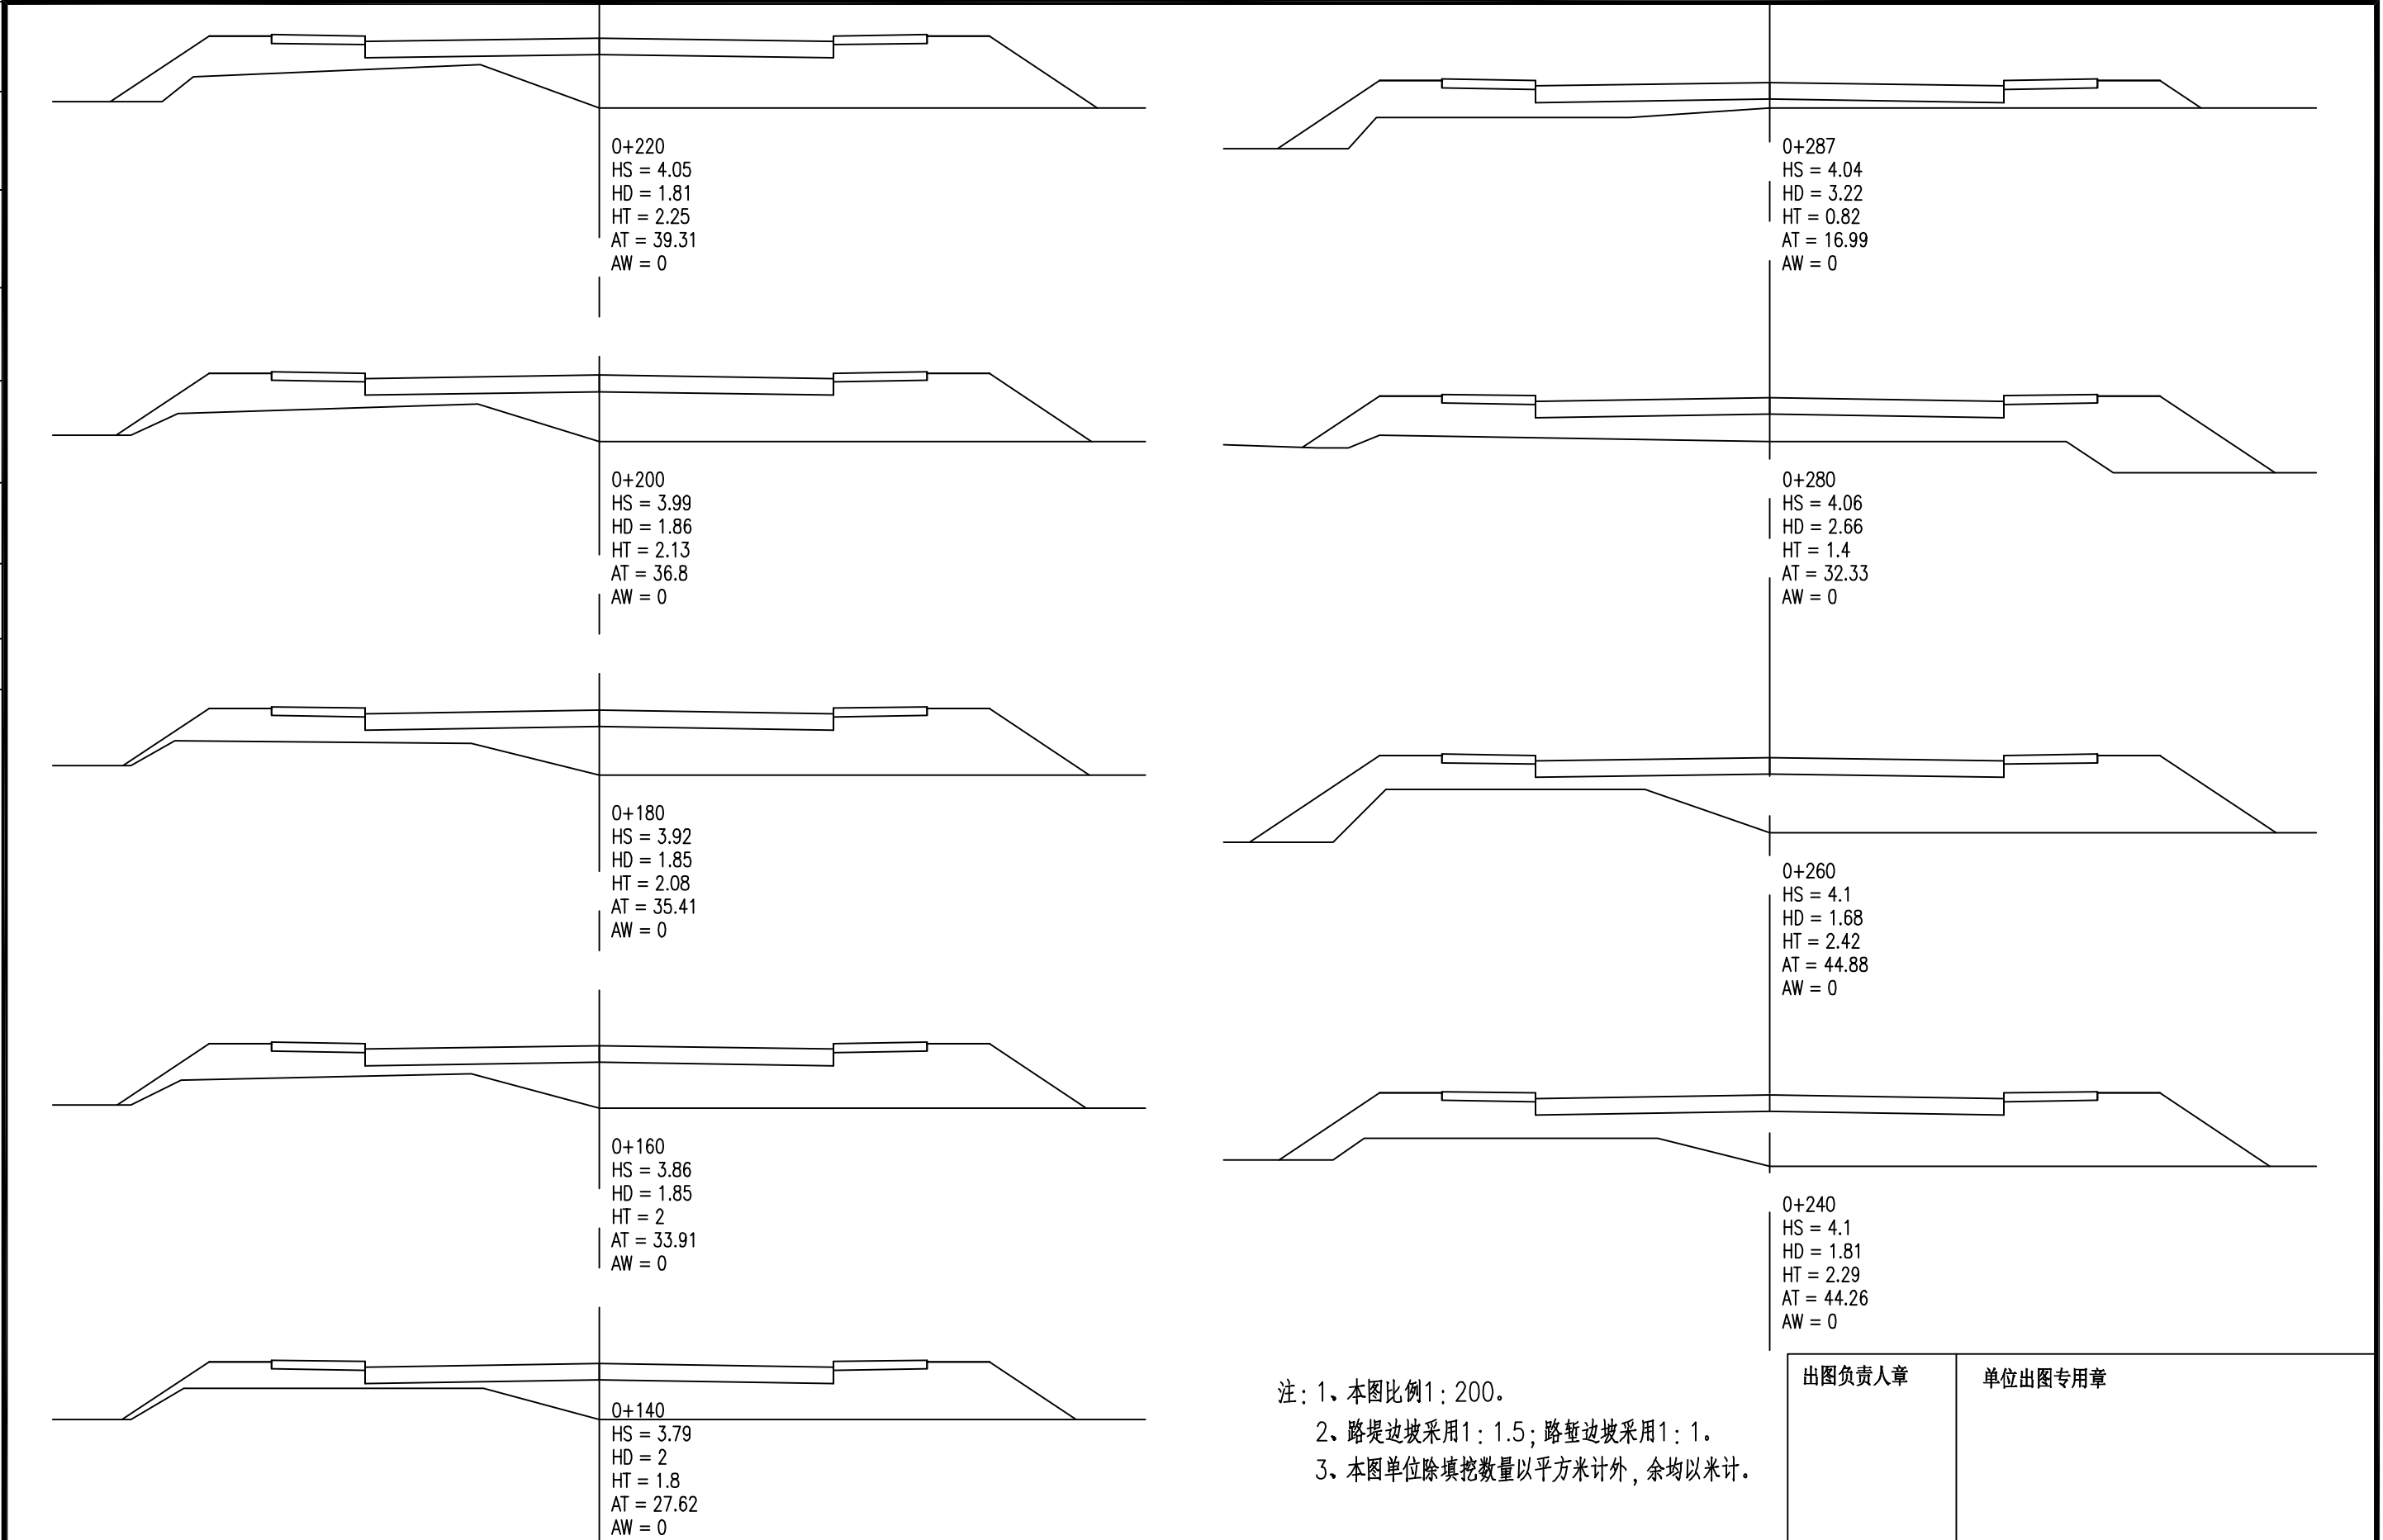 0+220
HS = 4.05
HD = 1.81
HT = 2.25
AT = 39.31
AW = 0
0+200
HS = 3.99
HD = 1.86
HT = 2.13
AT = 36.8
AW = 0
0+180
HS = 3.92
HD = 1.85
HT = 2.08
AT = 35.41
AW = 0
0+160
HS = 3.86
HD = 1.85
HT = 2
AT = 33.91
AW = 0
0+140
HS = 3.79
HD = 2
HT = 1.8
AT = 27.62
AW = 0
0+287
HS = 4.04
HD = 3.22
HT = 0.82
AT = 16.99
AW = 0
0+280
HS = 4.06
HD = 2.66
HT = 1.4
AT = 32.33
AW = 0
0+260
HS = 4.1
HD = 1.68
HT = 2.42
AT = 44.88
AW = 0
0+240
HS = 4.1
HD = 1.81
HT = 2.29
AT = 44.26
AW = 0
注：1、本图比例1：200。
2、路堤边坡采用1：1.5；路堑边坡采用1：1。
3、本图单位除填挖数量以平方米计外，余均以米计。
出图负责人章
单位出图专用章